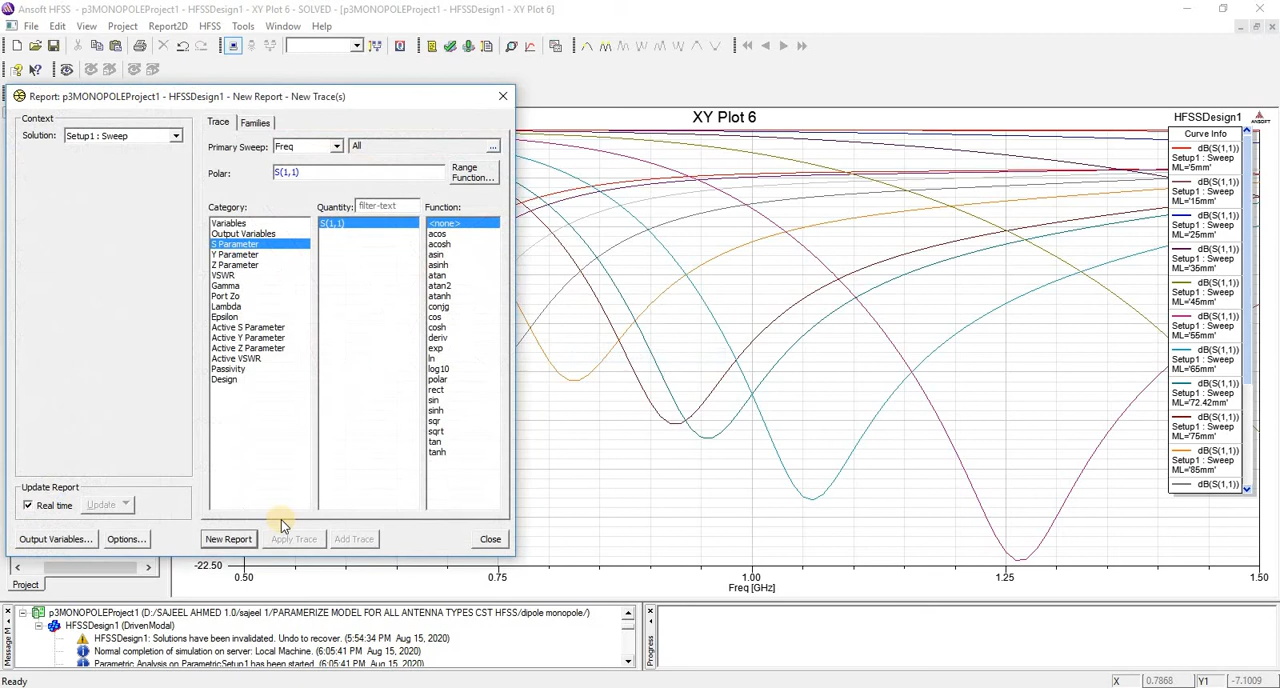 Ansoft HFSS - p3MONOPOLEProject1 - HFSSDesign1 - XY Plot 6 - SOLVED - [p3MONOPOLEProject1 - HFSSDesign1 - XY Plot 6]
File Edit View Project Report2D HFSS Tools Window Help
Report: p3MONOPOLEProject1 - HFSSDesign1 - New Report - New Trace(s)
Context
Solution: Setup1 : Sweep
Trace Families
Primary Sweep: Freq All ...
Polar: S(1,1)
Range
Function...
Category: Quantity: filter-text Function:
Variables
Output Variables
S Parameter
Y Parameter
Z Parameter
VSWR
Gamma
Port Zo
Lambda
Epsilon
Active S Parameter
Active Y Parameter
Active Z Parameter
Active VSWR
Passivity
Design
S(1,1)
<none>
acos
acosh
asin
asinh
atan
atan2
atanh
conjg
cos
cosh
deriv
exp
ln
log10
polar
rect
sin
sinh
sqr
sqrt
tan
tanh
Update Report
Real time Update
Output Variables... Options... New Report Apply Trace Add Trace Close
XY Plot 6
HFSSDesign1
ANSOFT
Curve Info
dB(S(1,1))
Setup1 : Sweep
ML='5mm'
dB(S(1,1))
Setup1 : Sweep
ML='15mm'
dB(S(1,1))
Setup1 : Sweep
ML='25mm'
dB(S(1,1))
Setup1 : Sweep
ML='35mm'
dB(S(1,1))
Setup1 : Sweep
ML='45mm'
dB(S(1,1))
Setup1 : Sweep
ML='55mm'
dB(S(1,1))
Setup1 : Sweep
ML='65mm'
dB(S(1,1))
Setup1 : Sweep
ML='72.42mm'
dB(S(1,1))
Setup1 : Sweep
ML='75mm'
dB(S(1,1))
Setup1 : Sweep
ML='85mm'
dB(S(1,1))
-22.50
0.50 0.75 1.00 1.25 1.50
Freq [GHz]
Project
p3MONOPOLEProject1 (D:/SAJEEL AHMED 1.0/sajeel 1/PARAMERIZE MODEL FOR ALL ANTENNA TYPES CST HFSS/dipole monopole/)
HFSSDesign1 (DrivenModal)
HFSSDesign1: Solutions have been invalidated. Undo to recover. (5:54:34 PM Aug 15, 2020)
Normal completion of simulation on server: Local Machine. (6:05:41 PM Aug 15, 2020)
Parametric Analysis on ParametricSetup1 has been started. (6:05:41 PM Aug 15, 2020)
Message M
Progress
Ready
X 0.7868 Y1 -7.1009